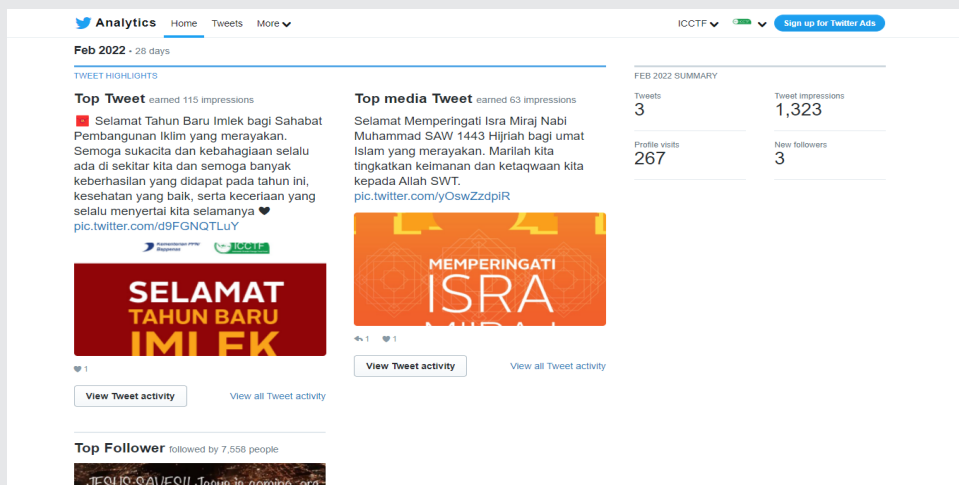 Analytics Home Tweets More
ICCTF Sign up for Twitter Ads
Feb 2022 • 28 days
TWEET HIGHLIGHTS
Top Tweet earned 115 impressions
Selamat Tahun Baru Imlek bagi Sahabat
Pembangunan Iklim yang merayakan.
Semoga sukacita dan kebahagiaan selalu
ada di sekitar kita dan semoga banyak
keberhasilan yang didapat pada tahun ini,
kesehatan yang baik, serta keceriaan yang
selalu menyertai kita selamanya
pic.twitter.com/d9FGNQTLuY
Kementerian PPN/
Bappenas
ICCTF
SELAMAT
TAHUN BARU
IMLEK
1
View Tweet activity View all Tweet activity
Top media Tweet earned 63 impressions
Selamat Memperingati Isra Miraj Nabi
Muhammad SAW 1443 Hijriah bagi umat
Islam yang merayakan. Marilah kita
tingkatkan keimanan dan ketaqwaan kita
kepada Allah SWT.
pic.twitter.com/yOswZzdpiR
MEMPERINGATI
ISRA
MIRAJ
1 1
View Tweet activity View all Tweet activity
FEB 2022 SUMMARY
Tweets
3
Tweet impressions
1,323
Profile visits
267
New followers
3
Top Follower followed by 7,558 people
JESUS SAVES!!